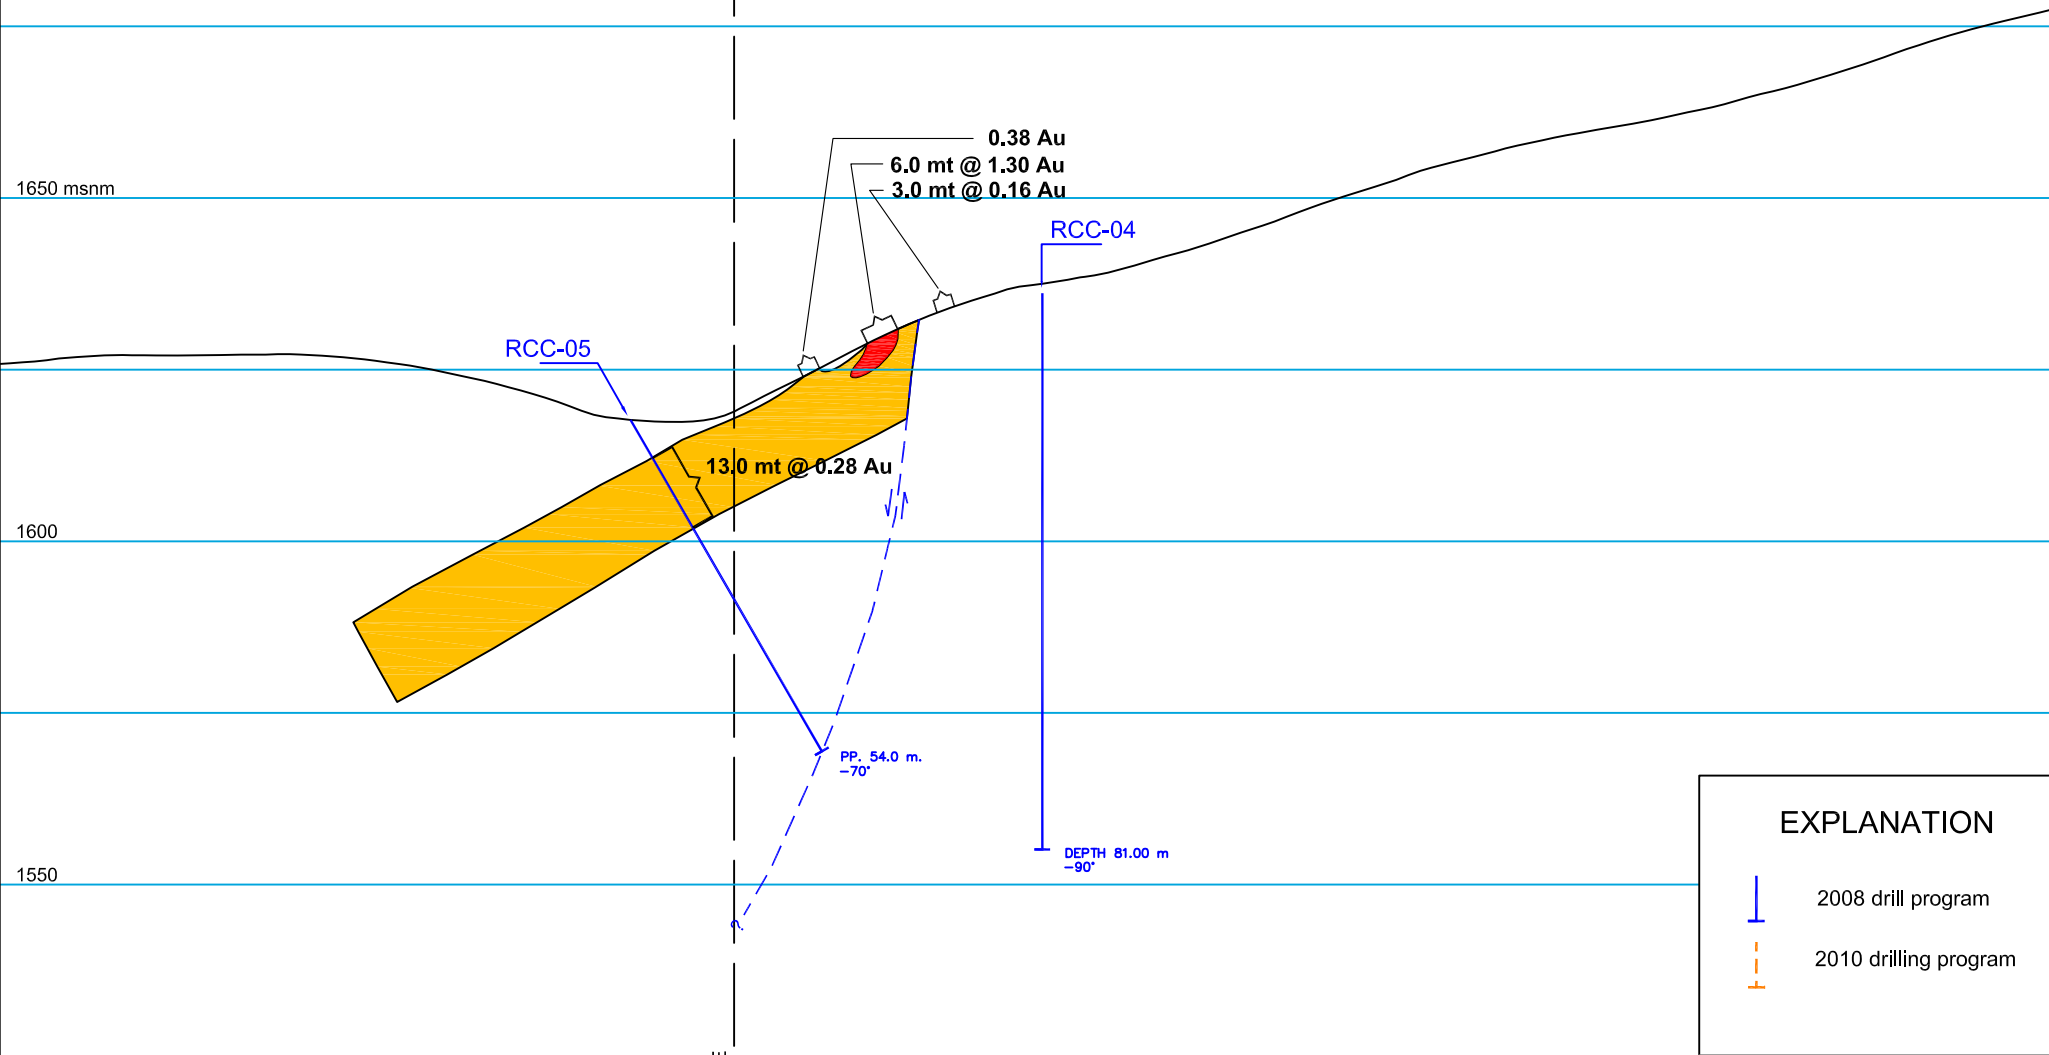 0.38 Au
6.0 mt @ 1.30 Au
1650 msnm
3.0 mt @ 0.16 Au
RCC-04
RCC-05
13.0 mt @ 0.28 Au
1600
PP. 54.0 m.
-70°
DEPTH 81.00 m
-90°
1550
?
EXPLANATION
2008 drill program
2010 drilling program